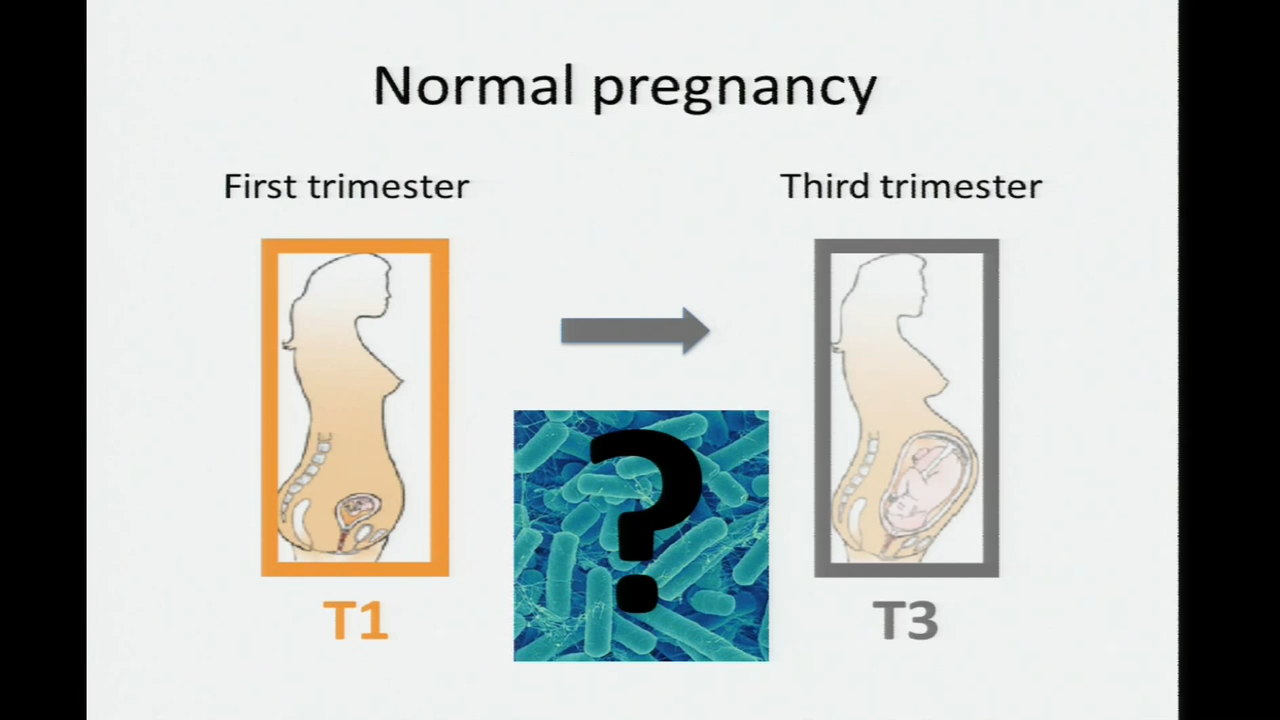 Normal pregnancy
First trimester
Third trimester
?
T1
T3